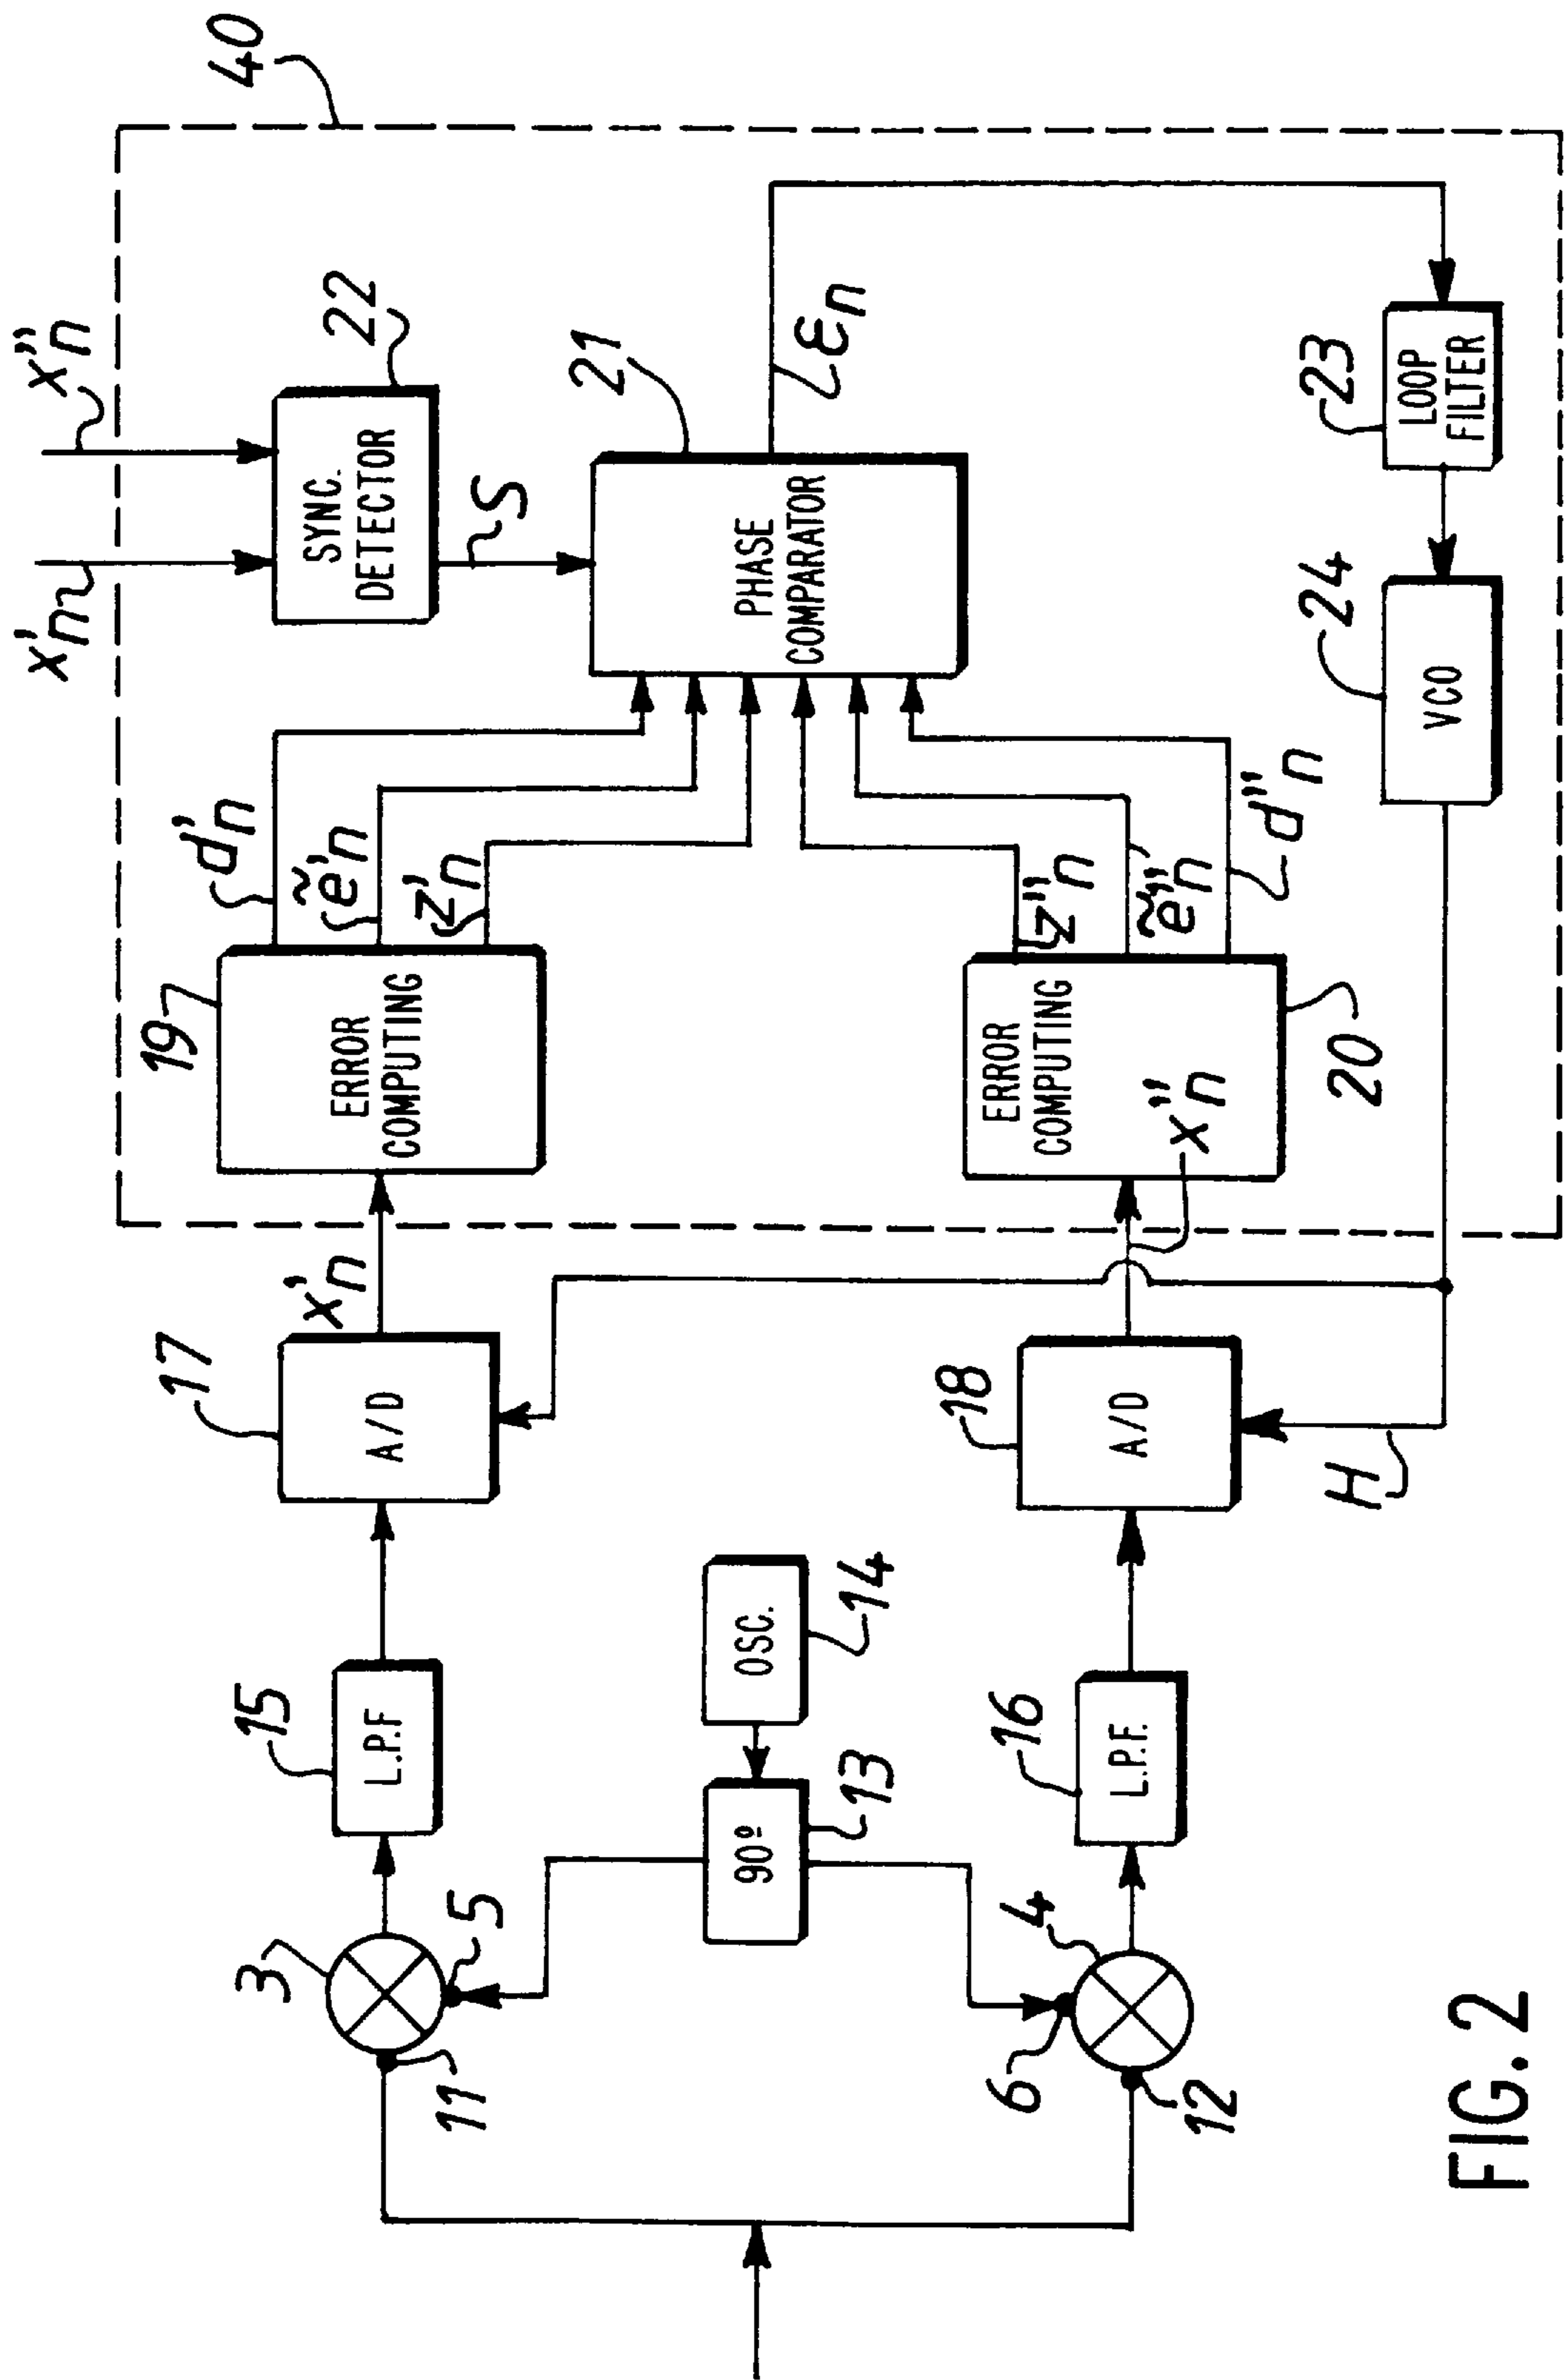 40
x'n
x"n
22
SYNC.
DETECTOR
S
21
PHASE
COMPARATOR
εn
19
ERROR
COMPUTING
d'n
ẽ'n
z'n
ERROR
COMPUTING
20
z"n
ẽ"n
d"n
x"n
23
LOOP
FILTER
24
VCO
x'n
17
A/D
18
A/D
H
15
L.P.F
16
L.P.F.
OSC.
14
90º
13
3
5
11
4
6
12
FIG. 2